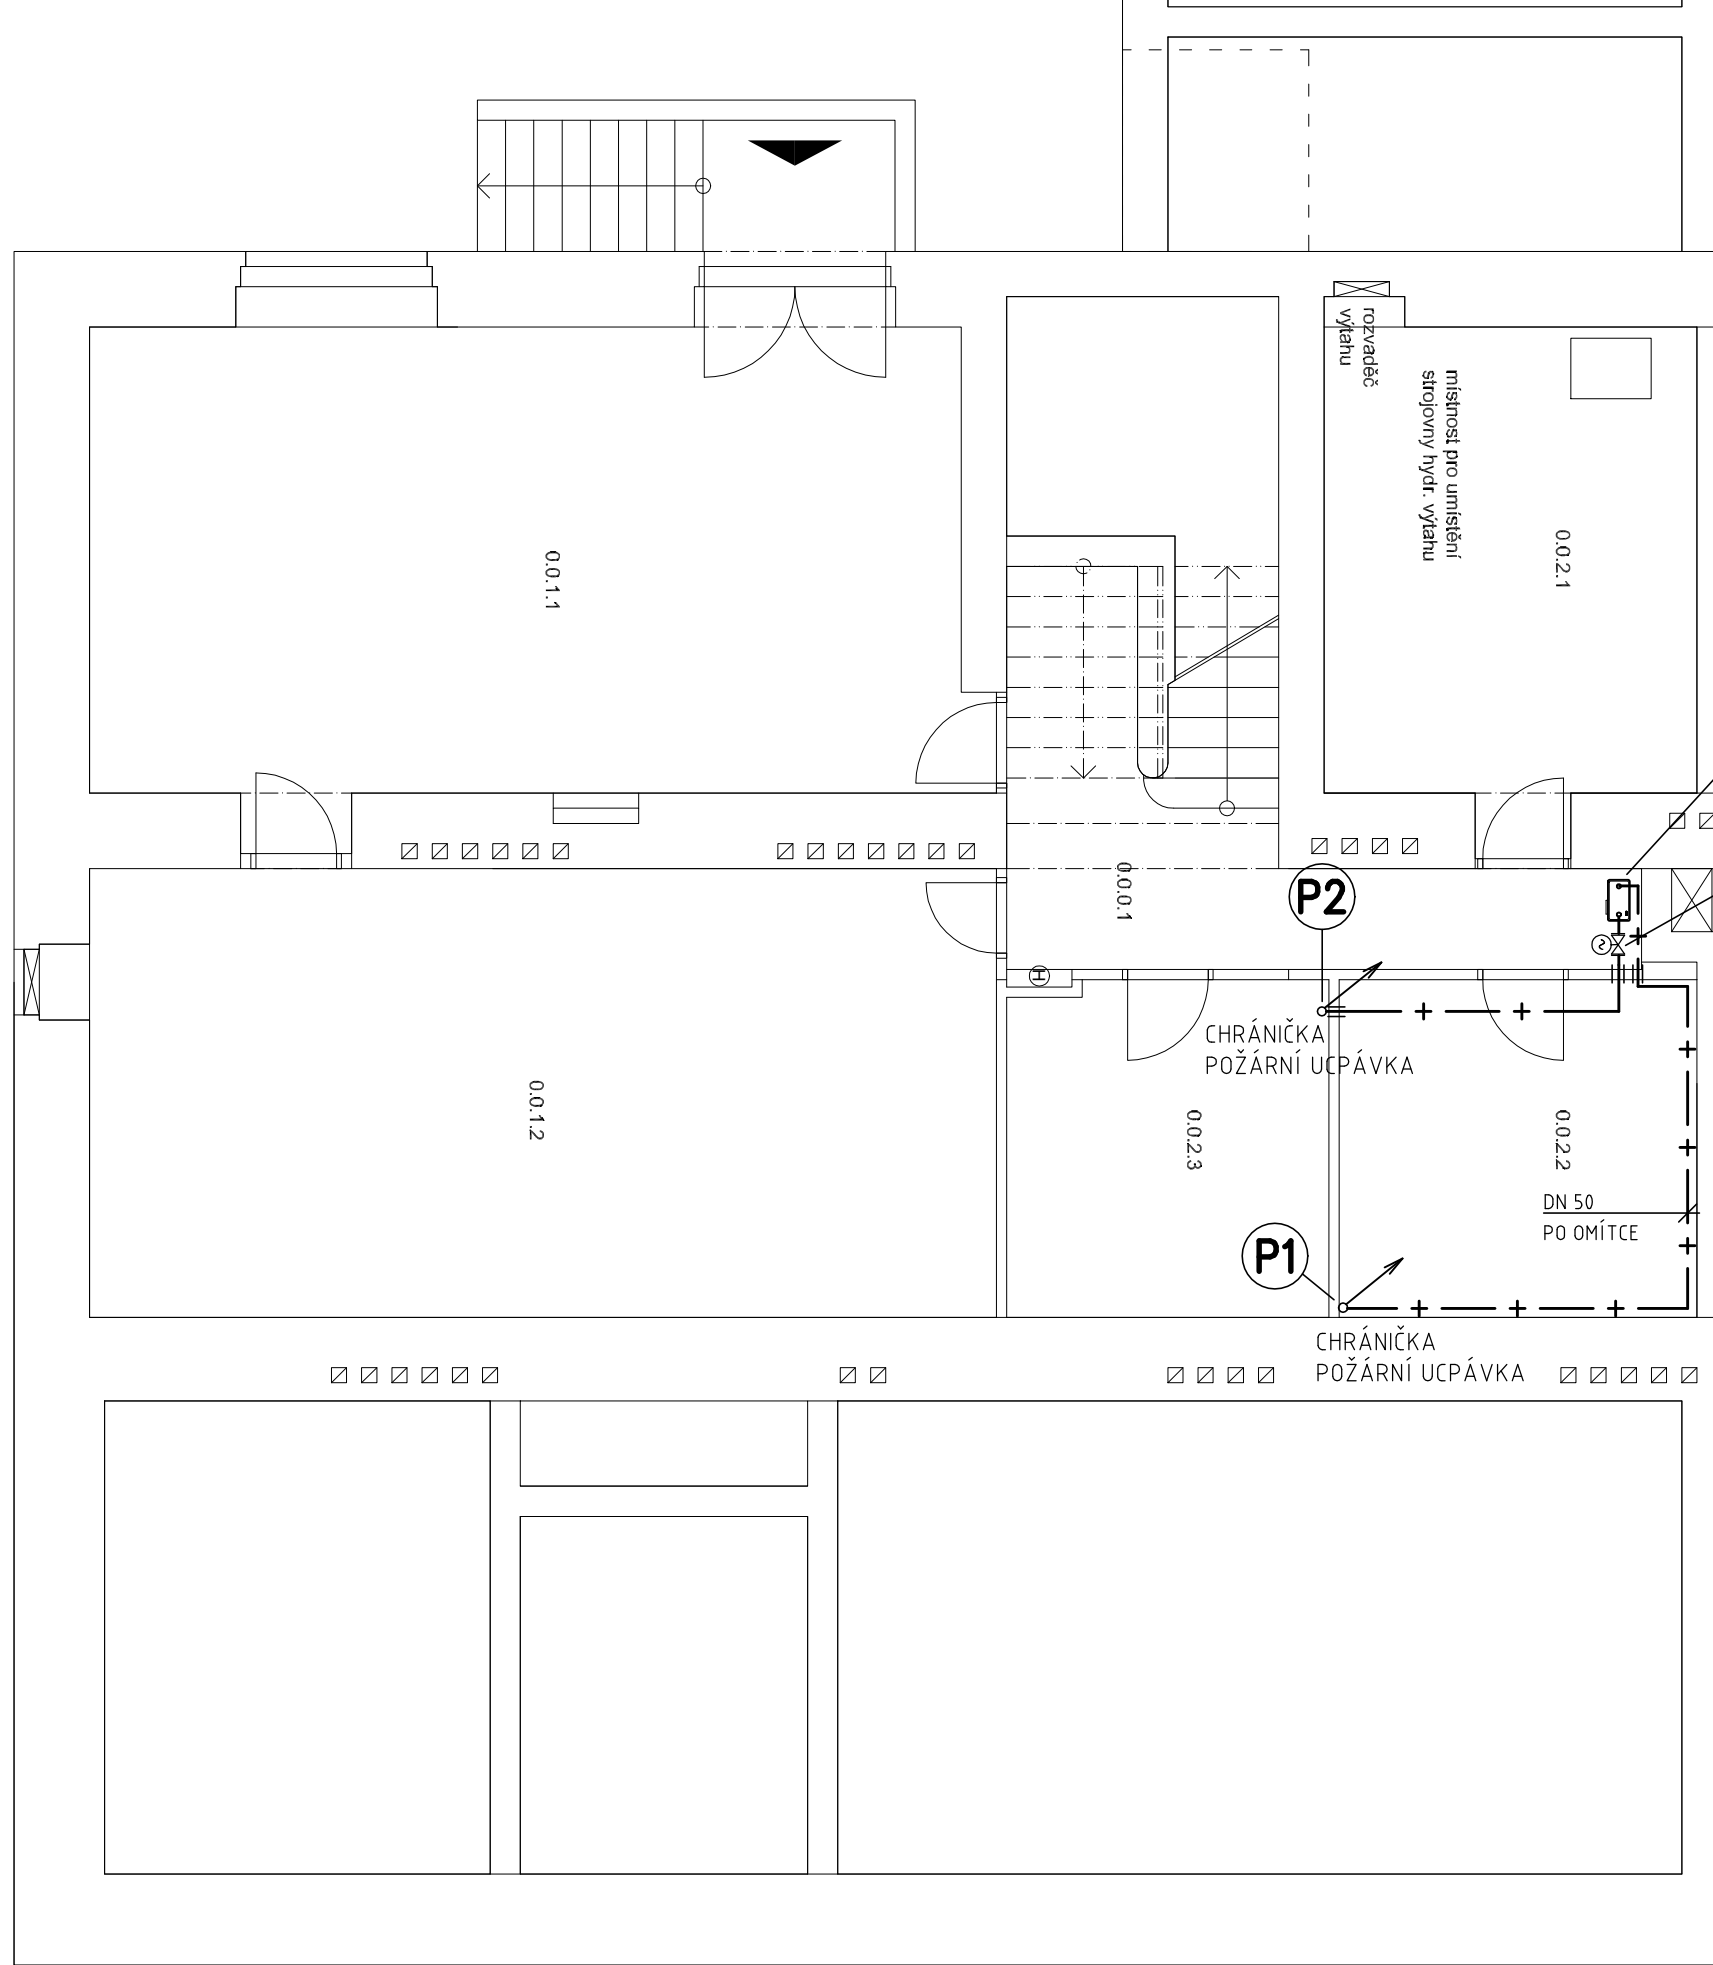 rozvaděč
výtahu
místnost pro umístění
strojovny hydr. výtahu
0.0.2.1
0.0.1.1
0.0.0.1
P2
H
CHRÁNIČKA
POŽÁRNÍ UCPÁVKA
0.0.1.2
0.0.2.3
0.0.2.2
DN 50
PO OMÍTCE
P1
CHRÁNIČKA
POŽÁRNÍ UCPÁVKA